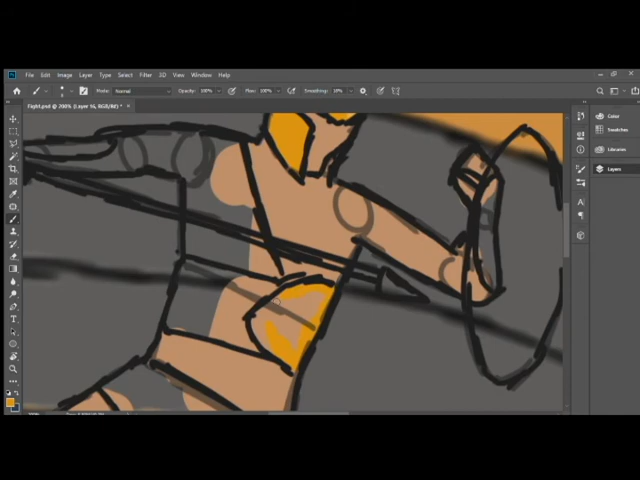 File Edit Image Layer Type Select Filter 3D View Window Help
Mode: Normal Opacity: 100% Flow: 100% Smoothing: 10%
Fight.psd @ 200% (Layer 14, RGB/8#) *
Color
Swatches
Libraries
Layers